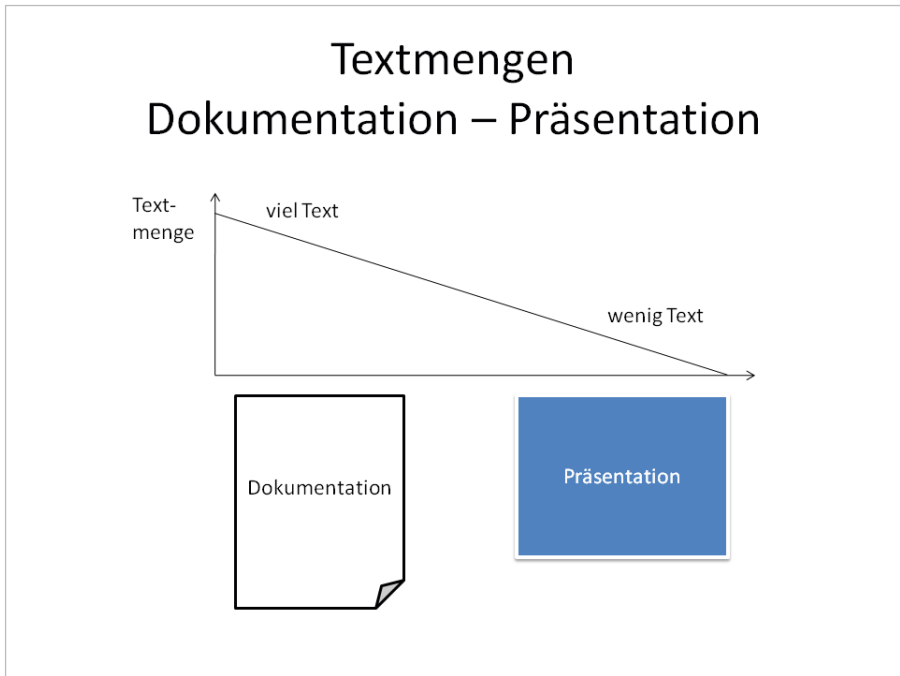 Textmengen
Dokumentation – Präsentation
Text-
menge
viel Text
wenig Text
Dokumentation
Präsentation